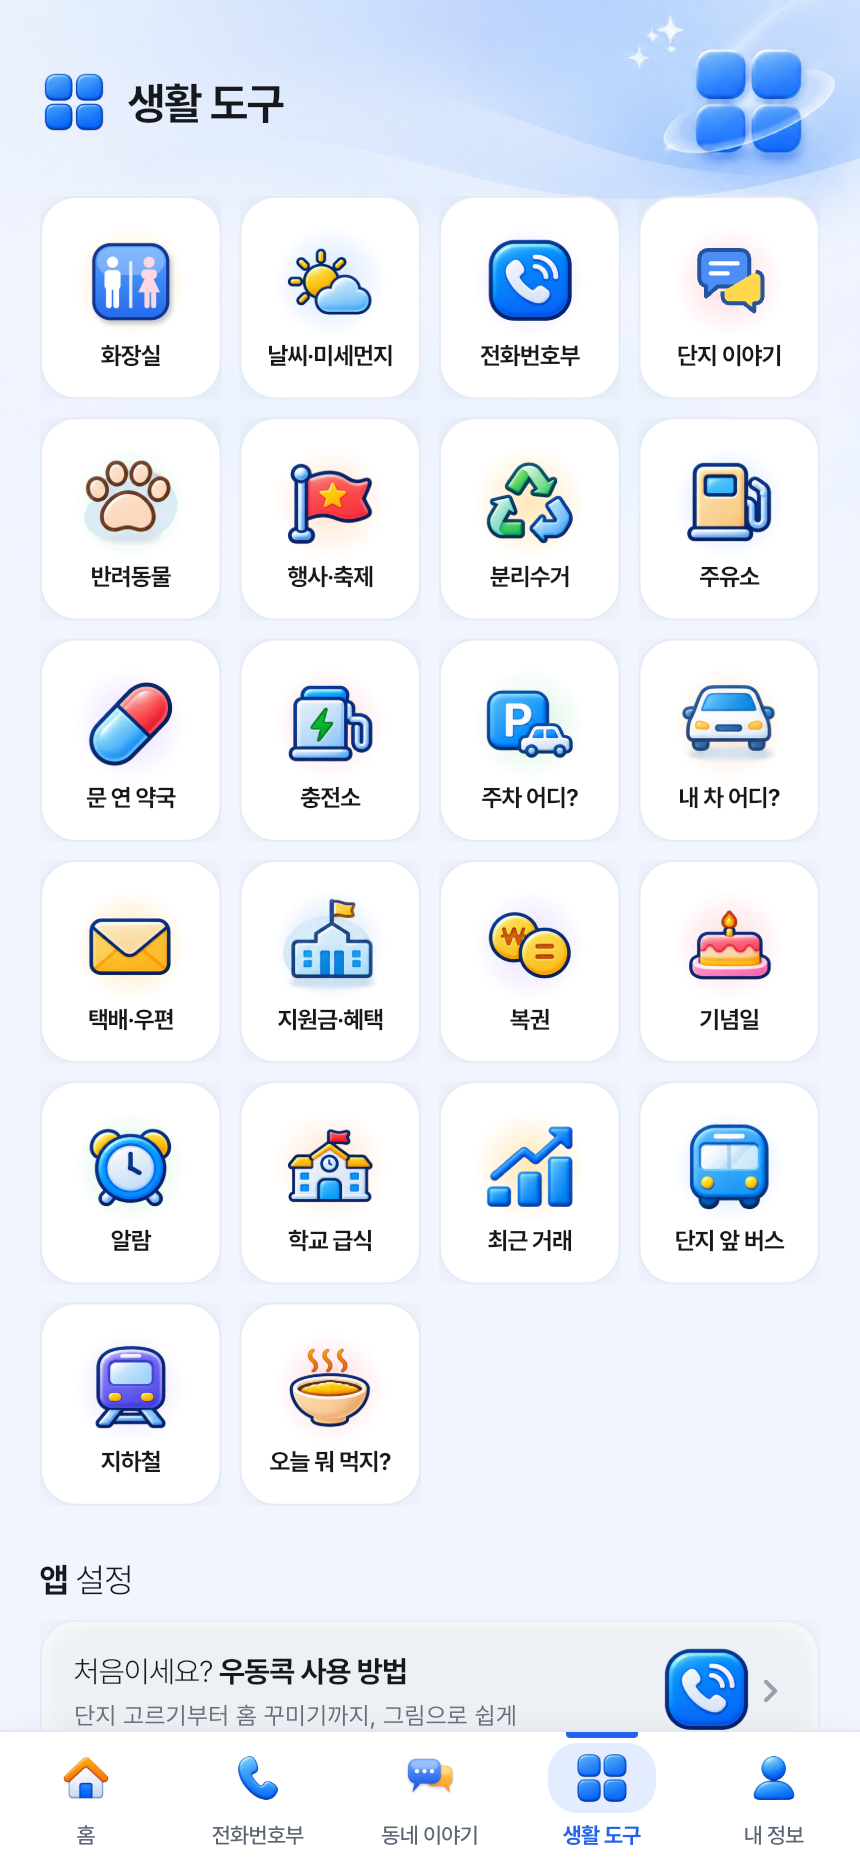 생활 도구
화장실
날씨·미세먼지
전화번호부
단지 이야기
반려동물
행사·축제
분리수거
주유소
문 연 약국
충전소
P
주차 어디?
내 차 어디?
택배·우편
지원금·혜택
₩ =
복권
기념일
알람
학교 급식
최근 거래
단지 앞 버스
지하철
오늘 뭐 먹지?
앱 설정
처음이세요? 우동콕 사용 방법
단지 고르기부터 홈 꾸미기까지, 그림으로 쉽게
홈
전화번호부
동네 이야기
생활 도구
내 정보